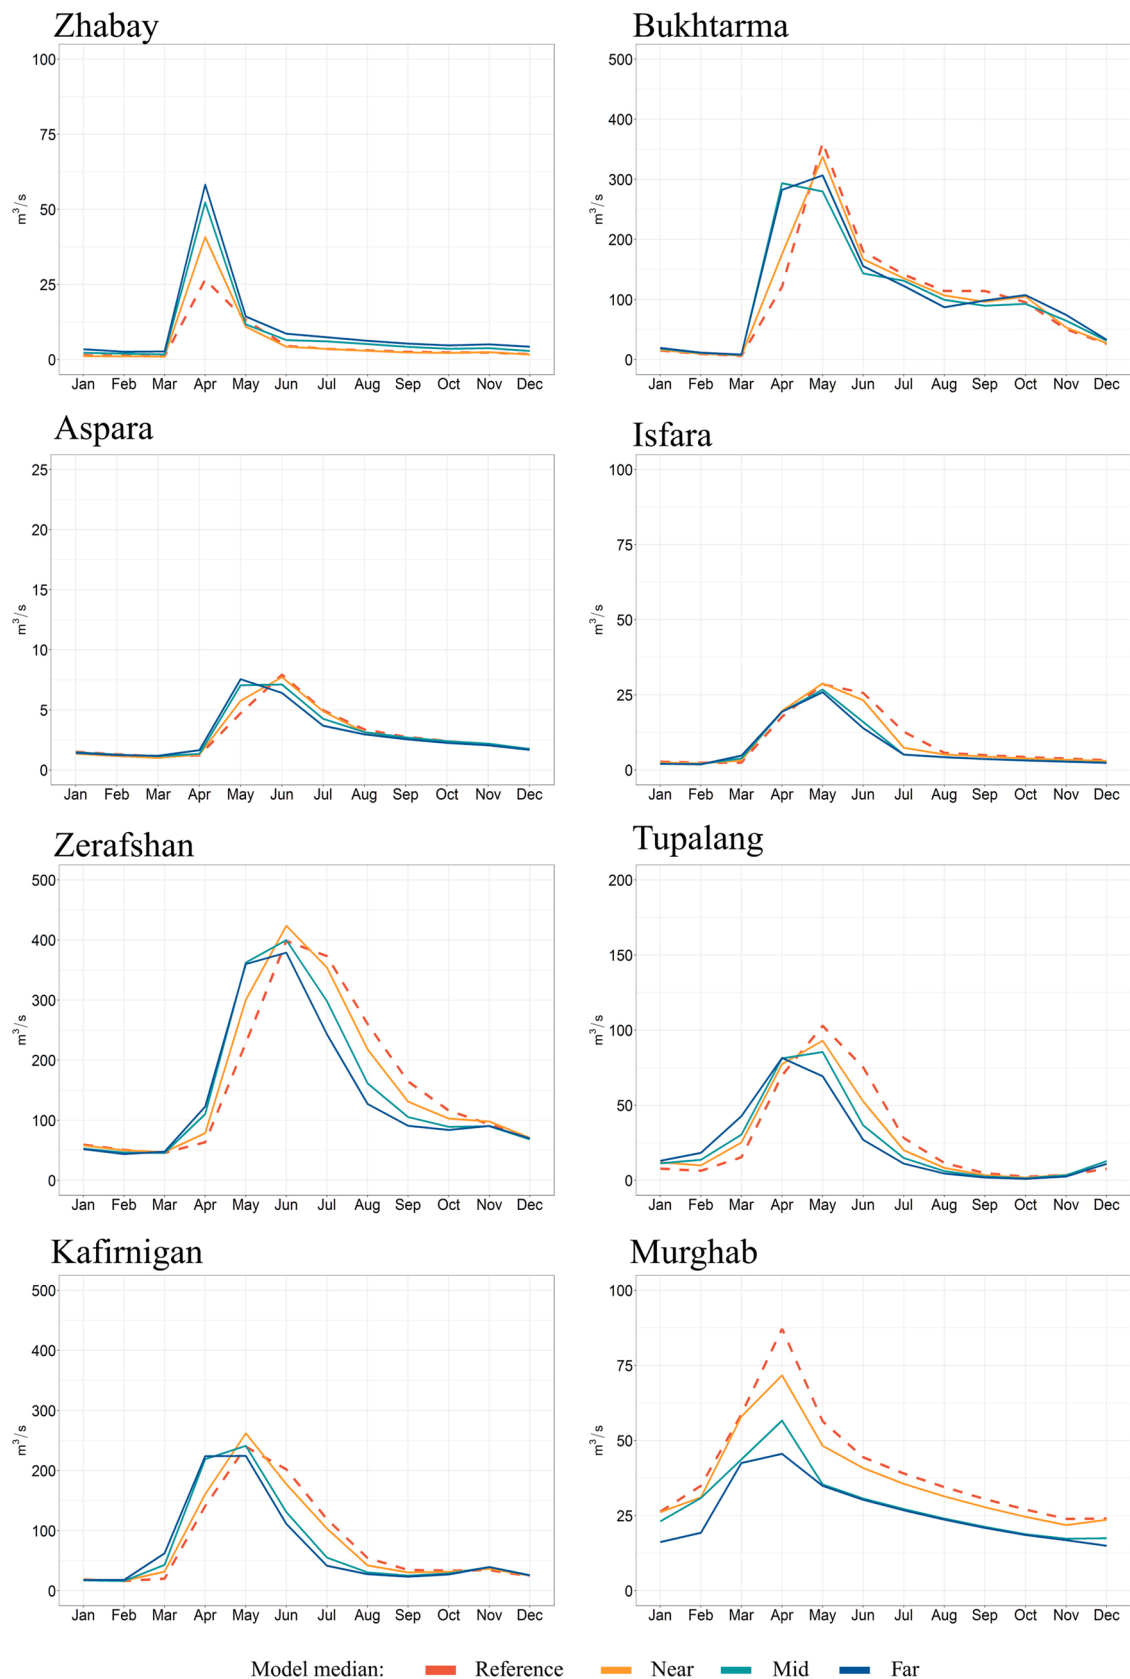 Zhabay
100
75
50
25
0
m³/s
Jan Feb Mar Apr May Jun Jul Aug Sep Oct Nov Dec
Bukhtarma
500
400
300
200
100
0
m³/s
Jan Feb Mar Apr May Jun Jul Aug Sep Oct Nov Dec
Aspara
25
20
15
10
5
0
m³/s
Jan Feb Mar Apr May Jun Jul Aug Sep Oct Nov Dec
Isfara
100
75
50
25
0
m³/s
Jan Feb Mar Apr May Jun Jul Aug Sep Oct Nov Dec
Zerafshan
500
400
300
200
100
0
m³/s
Jan Feb Mar Apr May Jun Jul Aug Sep Oct Nov Dec
Tupalang
200
150
100
50
0
m³/s
Jan Feb Mar Apr May Jun Jul Aug Sep Oct Nov Dec
Kafirnigan
500
400
300
200
100
0
m³/s
Jan Feb Mar Apr May Jun Jul Aug Sep Oct Nov Dec
Murghab
100
75
50
25
0
m³/s
Jan Feb Mar Apr May Jun Jul Aug Sep Oct Nov Dec
Model median: Reference Near Mid Far